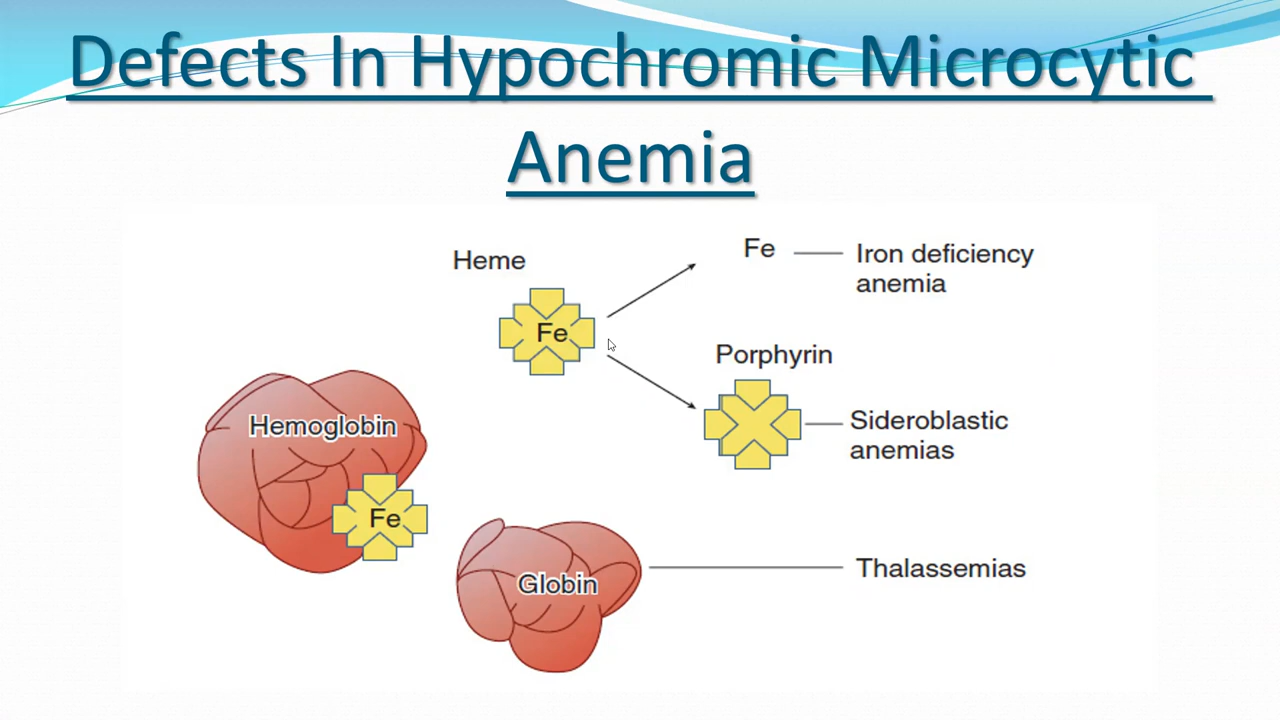 Defects In Hypochromic Microcytic
Anemia
Heme
Fe
Fe
Iron deficiency
anemia
Porphyrin
Sideroblastic
anemias
Hemoglobin
Fe
Globin
Thalassemias